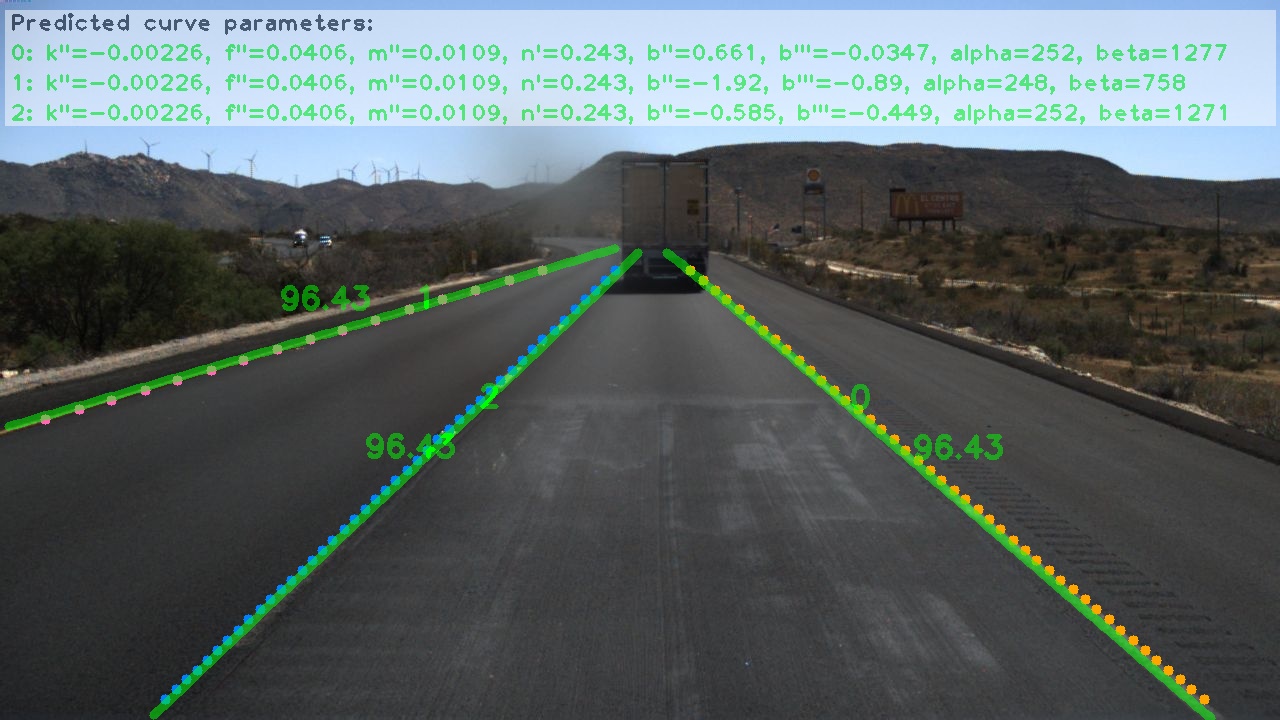 Predicted curve parameters:
0: k''=-0.00226, f''=0.0406, m''=0.0109, n'=0.243, b''=0.661, b'''=-0.0347, alpha=252, beta=1277
1: k''=-0.00226, f''=0.0406, m''=0.0109, n'=0.243, b''=-1.92, b'''=-0.89, alpha=248, beta=758
2: k''=-0.00226, f''=0.0406, m''=0.0109, n'=0.243, b''=-0.585, b'''=-0.449, alpha=252, beta=1271
EL CENTRO
96.43 1
2 0
96.43 96.43